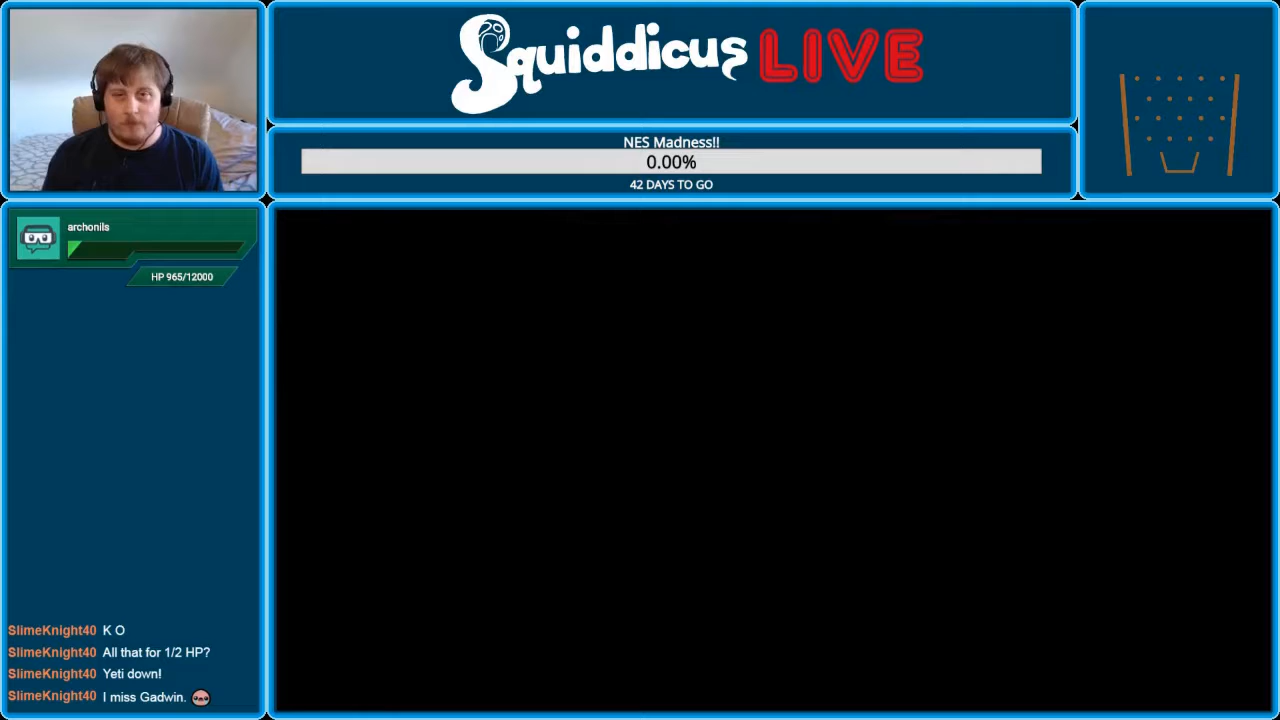 Squiddicus LIVE
NES Madness!!
0.00%
42 DAYS TO GO
archonils
HP 965/12000
SlimeKnight40 K O
SlimeKnight40 All that for 1/2 HP?
SlimeKnight40 Yeti down!
SlimeKnight40 I miss Gadwin.